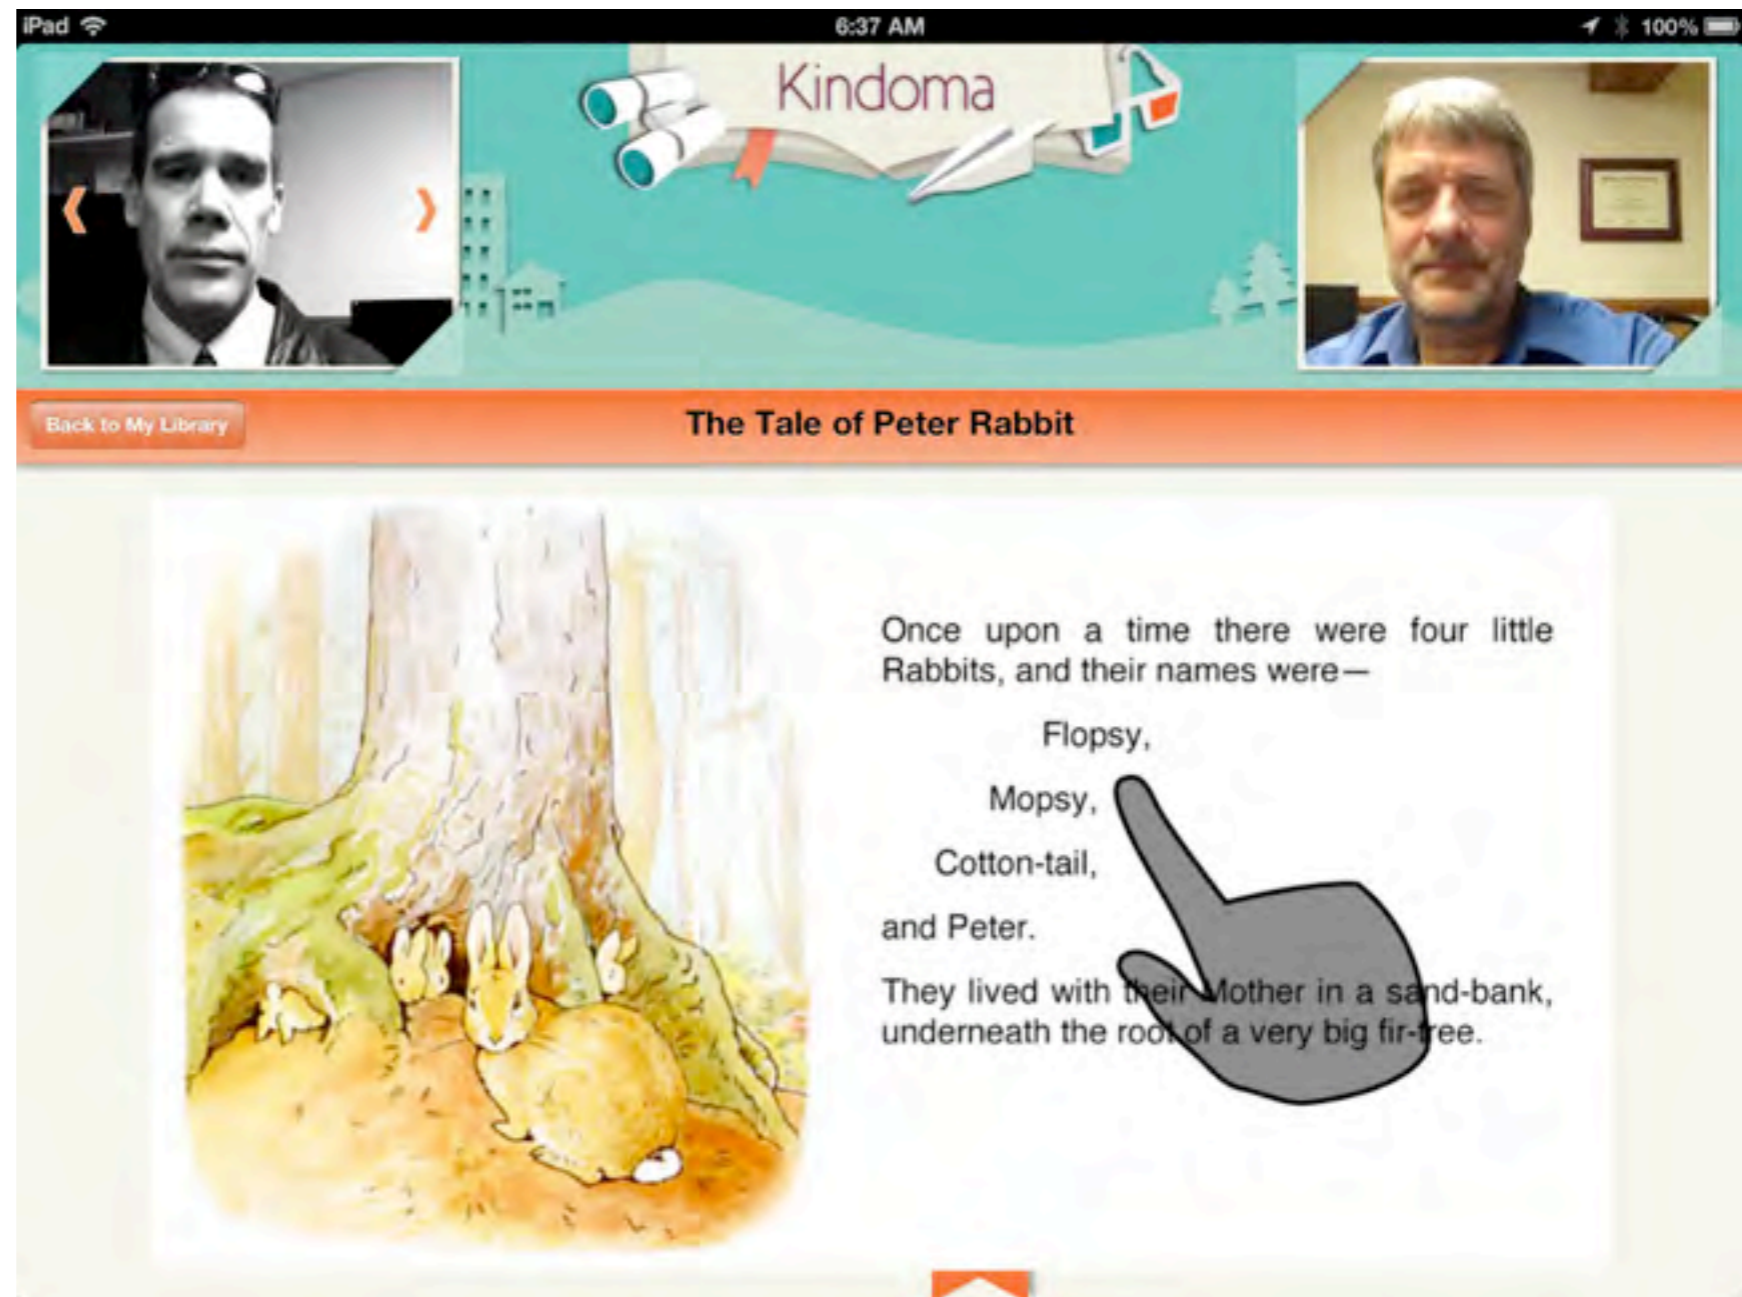 iPad
6:37 AM
100%
Kindoma
Back to My Library
The Tale of Peter Rabbit
Once upon a time there were four little
Rabbits, and their names were—
Flopsy,
Mopsy,
Cotton-tail,
and Peter.
They lived with their Mother in a sand-bank,
underneath the root of a very big fir-tree.